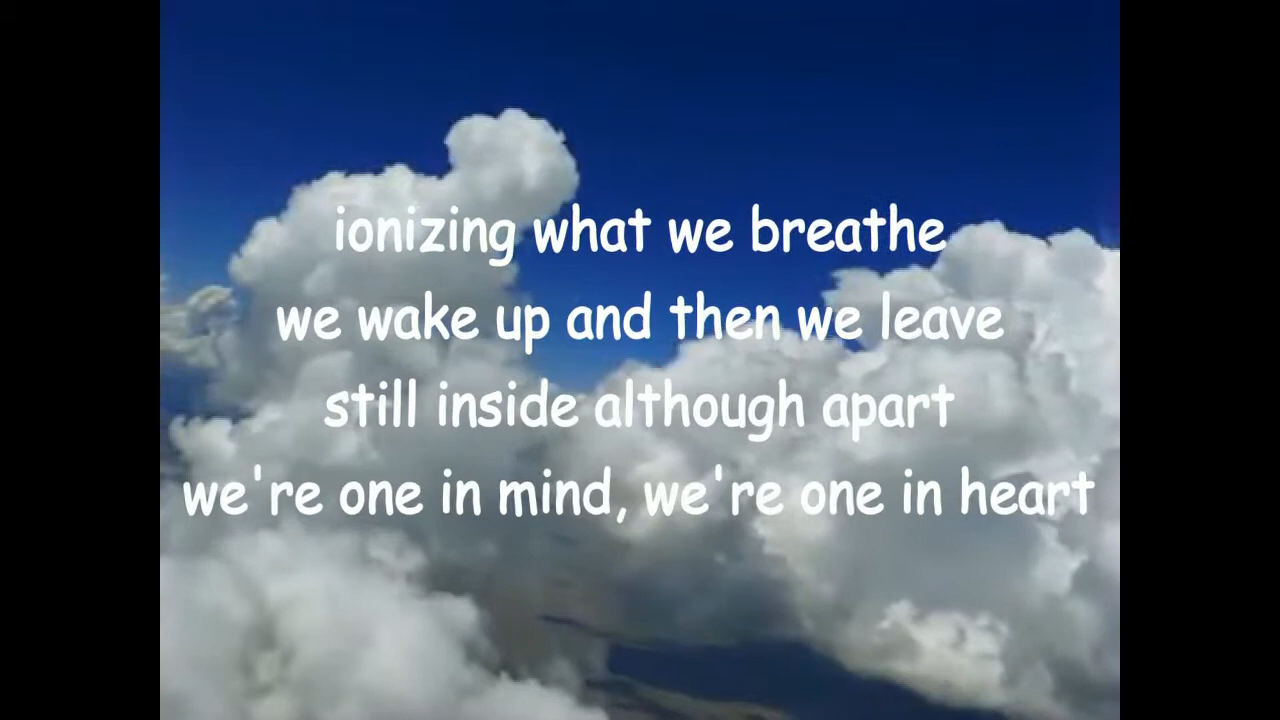 ionizing what we breathe
we wake up and then we leave
still inside although apart
we're one in mind, we're one in heart